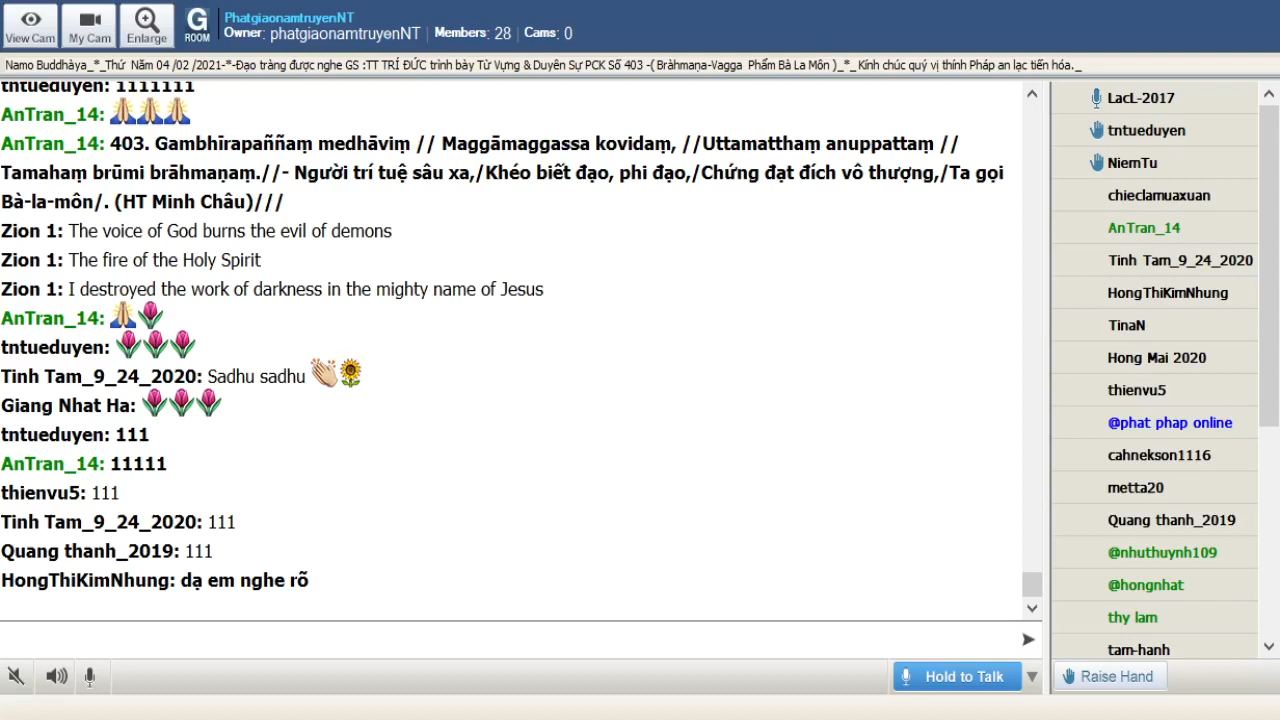 View Cam
My Cam
Enlarge
G
ROOM
PhatgiaonamtruyenNT
Owner: phatgiaonamtruyenNT | Members: 28 | Cams: 0
Namo Buddhàya_*_Thứ Năm 04 /02 /2021-*-Đạo tràng được nghe GS :TT TRÍ ĐỨC trình bày Từ Vựng & Duyên Sự PCK Số 403 -( Bràhmaṇa-Vagga Phẩm Bà La Môn )_*_ Kính chúc quý vị thính Pháp an lạc tiến hóa._
tntueduyen: 1111111
AnTran_14:
AnTran_14: 403. Gambhīrapaññaṃ medhāviṃ // Maggāmaggassa kovidaṃ, //Uttamatthaṃ anuppattaṃ //
Tamahaṃ brūmi brāhmaṇaṃ.//- Người trí tuệ sâu xa,/Khéo biết đạo, phi đạo,/Chứng đạt đích vô thượng,/Ta gọi
Bà-la-môn/. (HT Minh Châu)///
Zion 1: The voice of God burns the evil of demons
Zion 1: The fire of the Holy Spirit
Zion 1: I destroyed the work of darkness in the mighty name of Jesus
AnTran_14:
tntueduyen:
Tinh Tam_9_24_2020: Sadhu sadhu
Giang Nhat Ha:
tntueduyen: 111
AnTran_14: 11111
thienvu5: 111
Tinh Tam_9_24_2020: 111
Quang thanh_2019: 111
HongThiKimNhung: dạ em nghe rõ
Hold to Talk
LacL-2017
tntueduyen
NiemTu
chieclamuaxuan
AnTran_14
Tinh Tam_9_24_2020
HongThiKimNhung
TinaN
Hong Mai 2020
thienvu5
@phat phap online
cahnekson1116
metta20
Quang thanh_2019
@nhuthuynh109
@hongnhat
thy lam
tam-hanh
Raise Hand